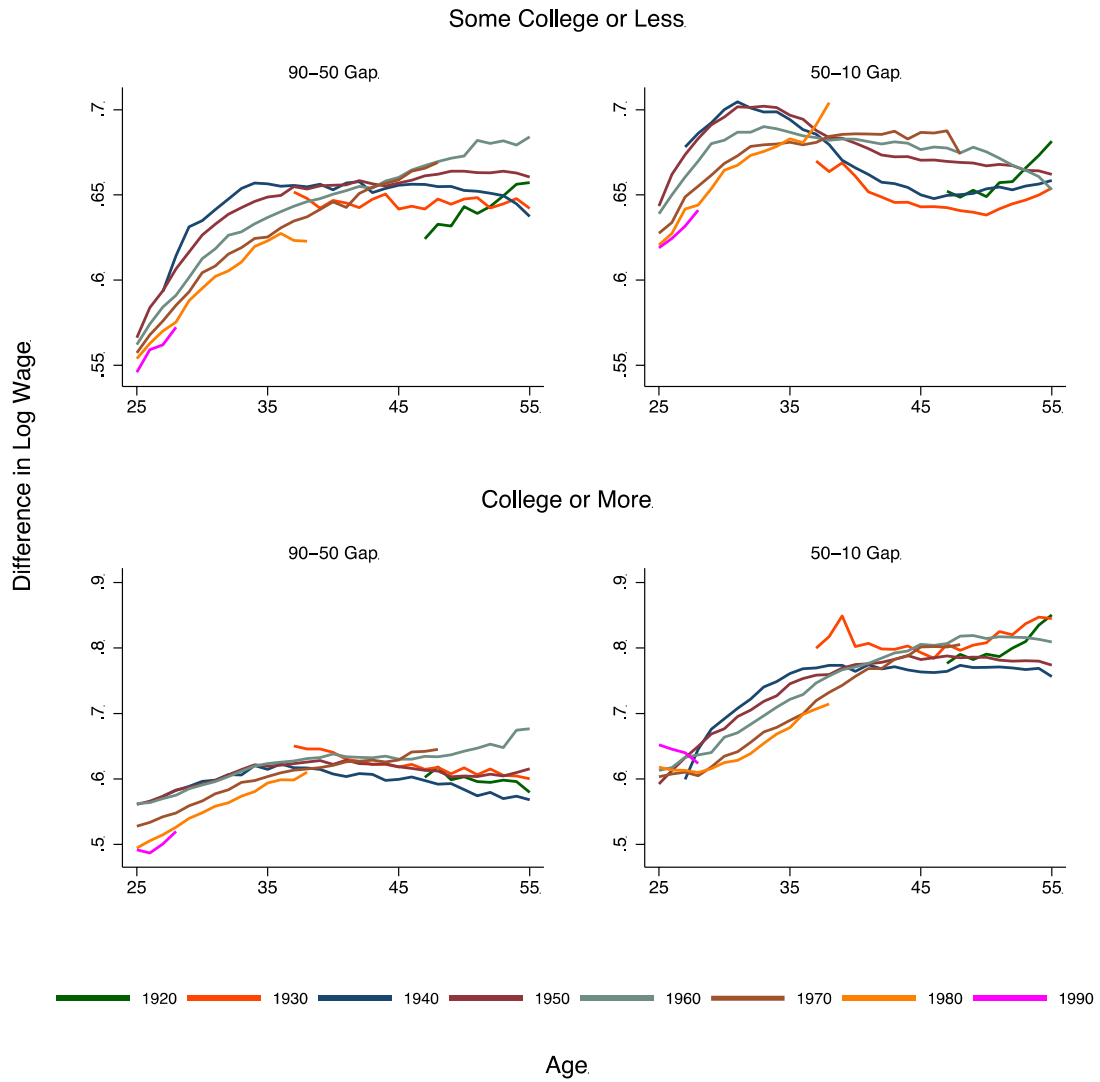 Some College or Less
90−50 Gap
50−10 Gap
.7
.65
.6
.55
25 35 45 55
.7
.65
.6
.55
25 35 45 55
Difference in Log Wage
College or More
90−50 Gap
50−10 Gap
.9
.8
.7
.6
.5
25 35 45 55
.9
.8
.7
.6
.5
25 35 45 55
1920 1930 1940 1950 1960 1970 1980 1990
Age